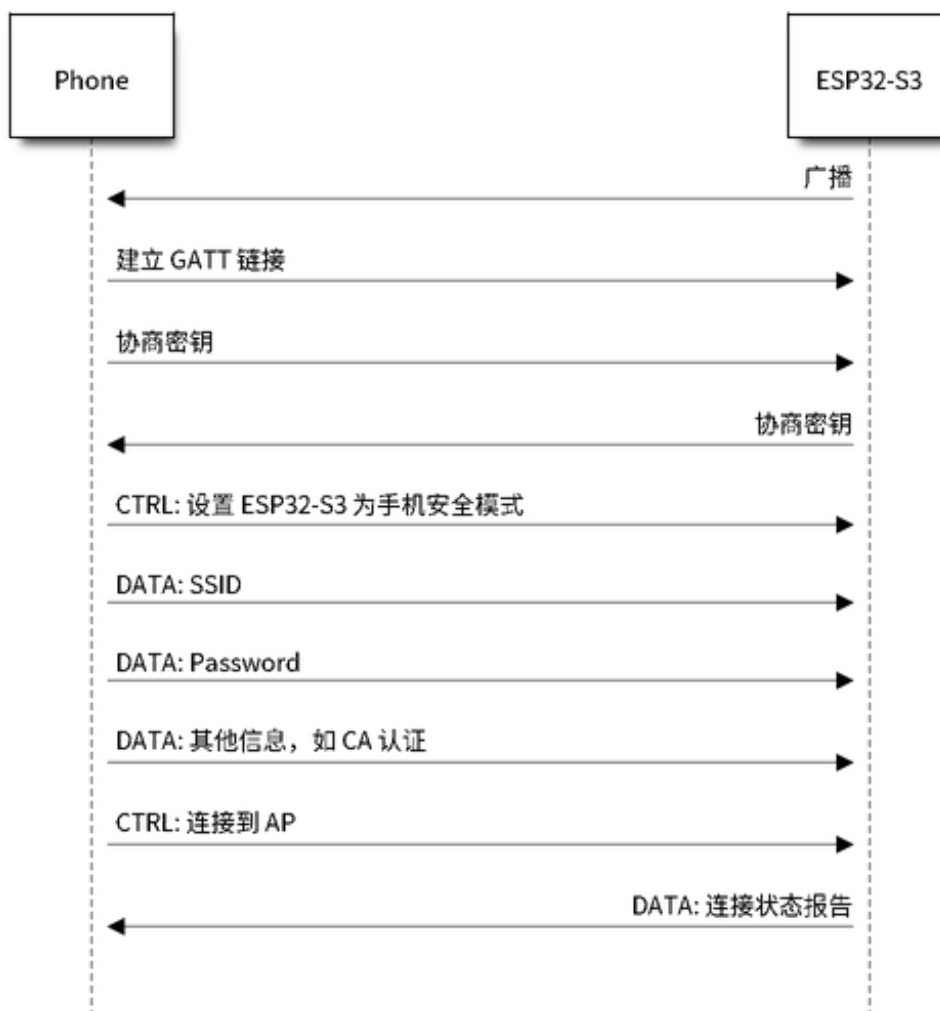 Phone
ESP32-S3
广播
建立 GATT 链接
协商密钥
协商密钥
CTRL: 设置 ESP32-S3 为手机安全模式
DATA: SSID
DATA: Password
DATA: 其他信息，如 CA 认证
CTRL: 连接到 AP
DATA: 连接状态报告